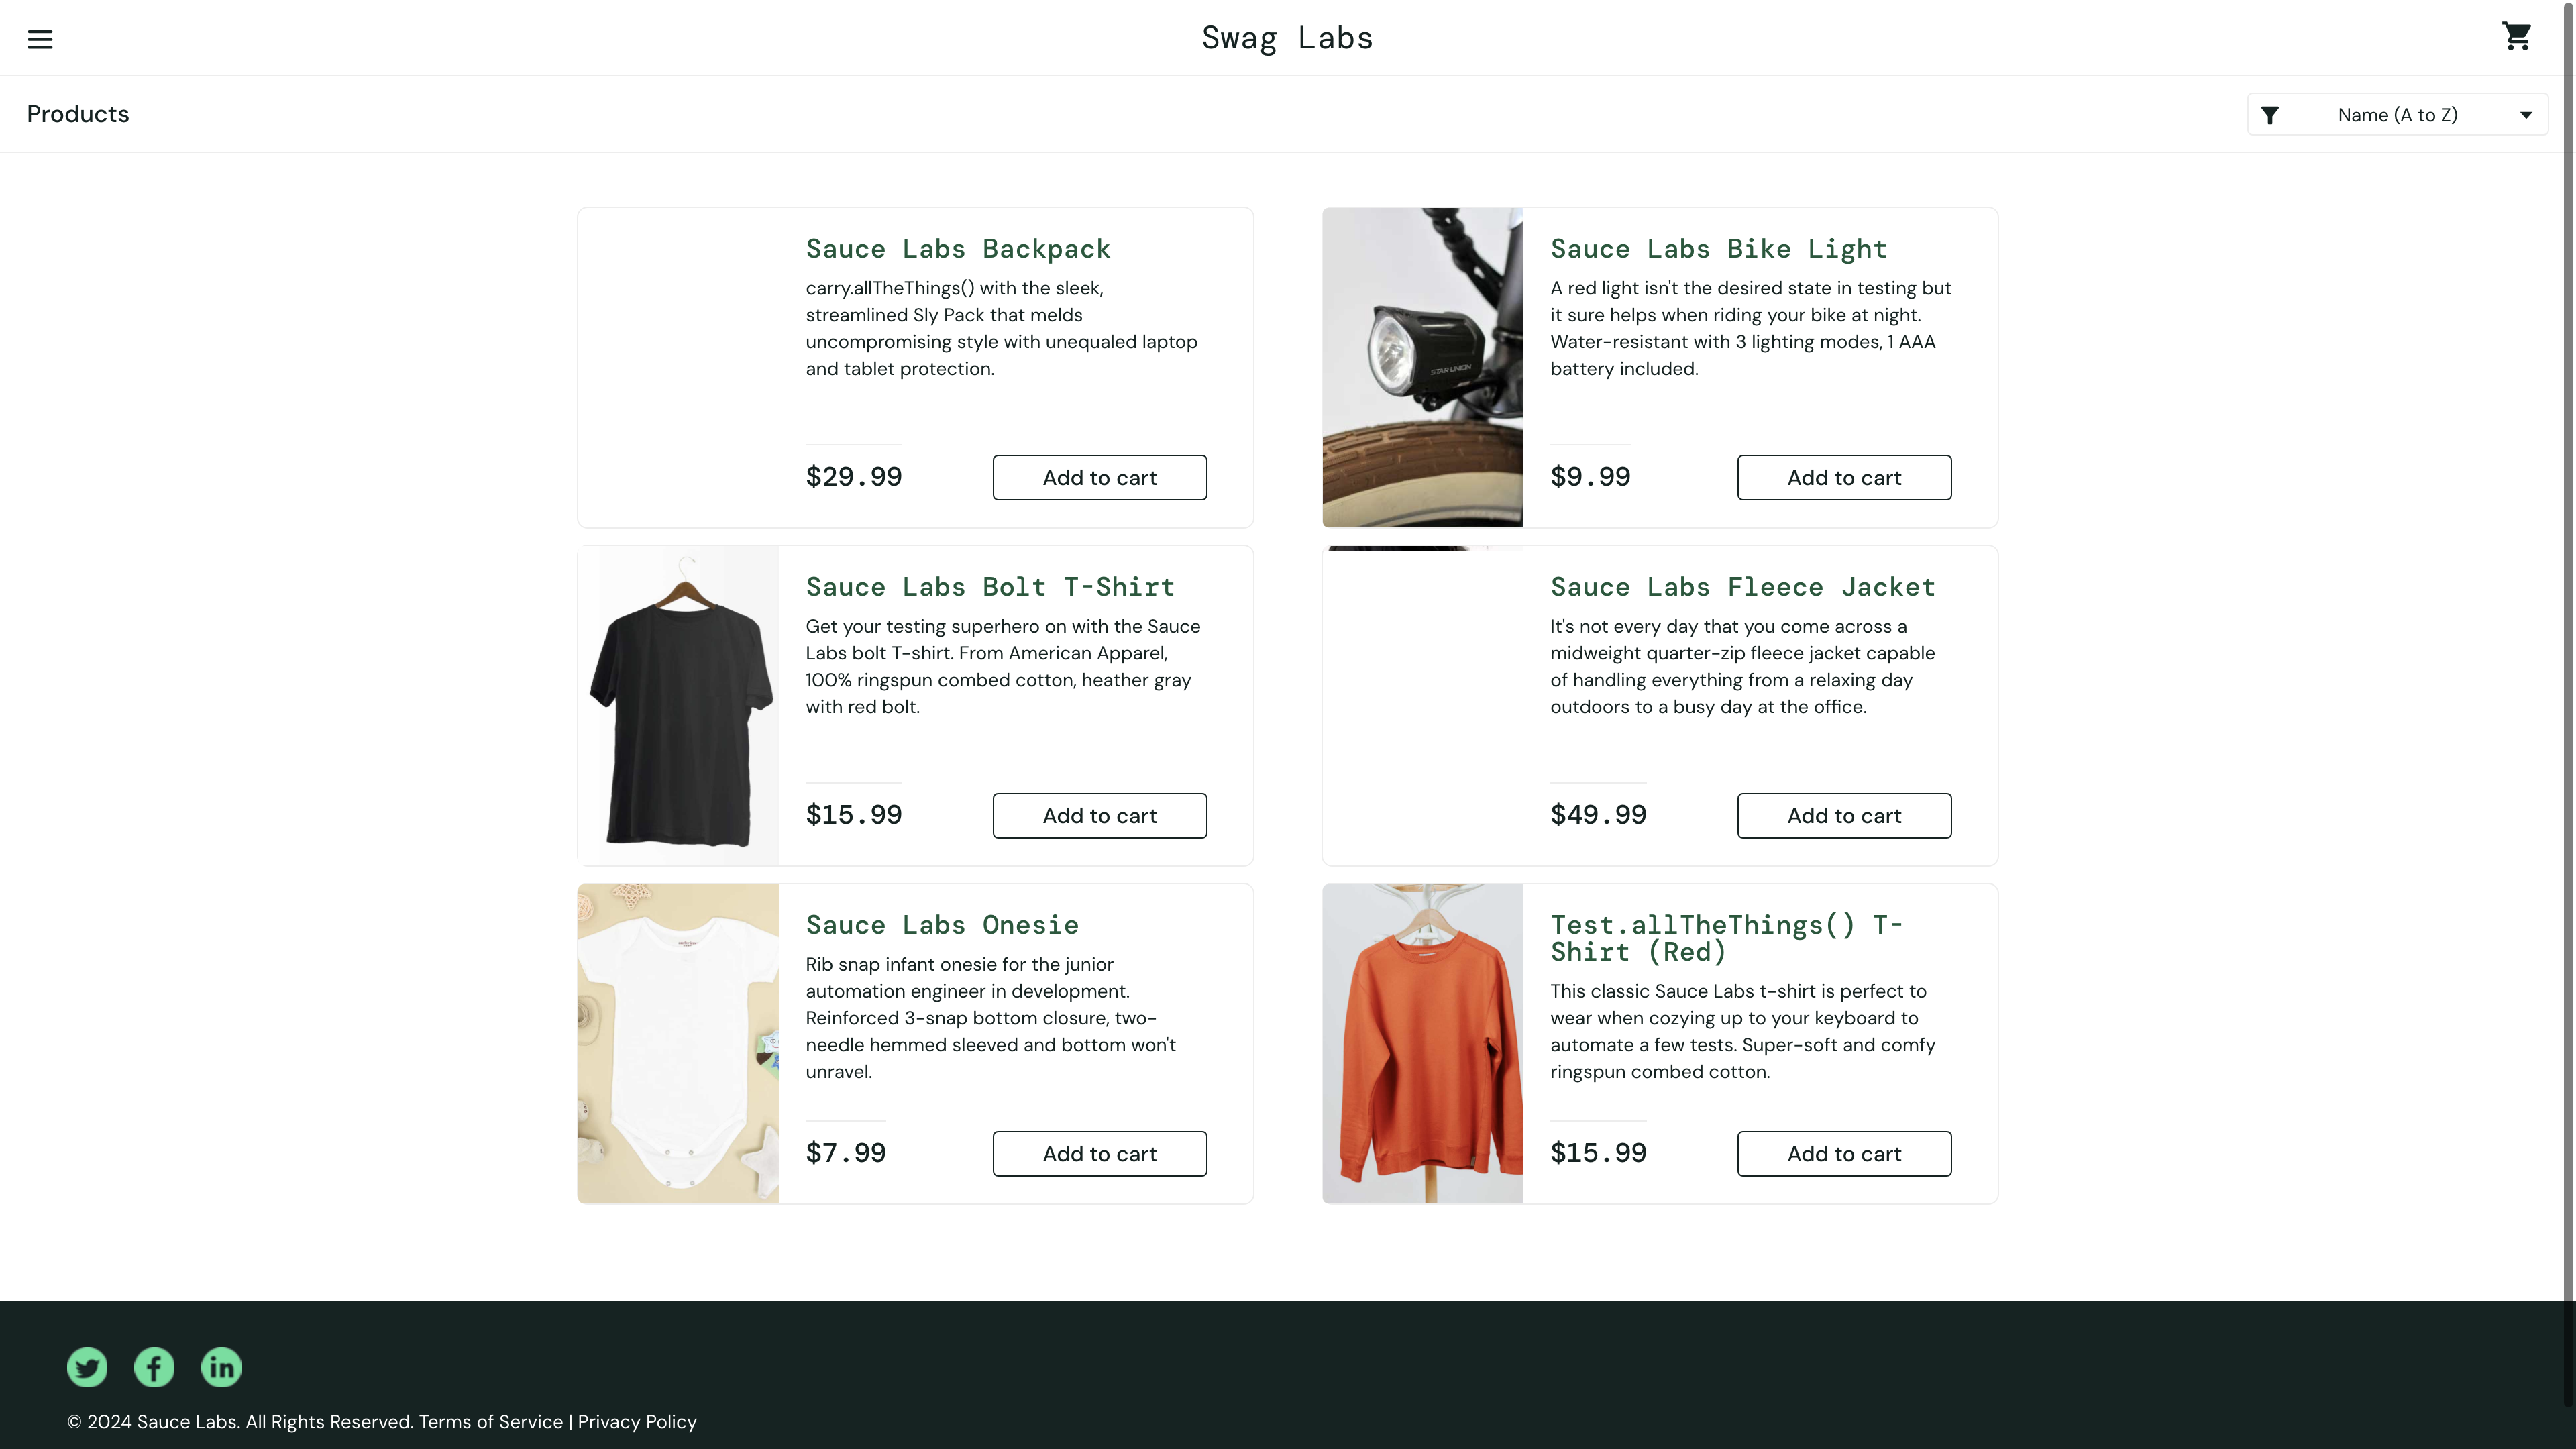 Swag Labs
Products
Name (A to Z)
Sauce Labs Backpack
carry.allTheThings() with the sleek,
streamlined Sly Pack that melds
uncompromising style with unequaled laptop
and tablet protection.
$29.99
Add to cart
Sauce Labs Bike Light
A red light isn't the desired state in testing but
it sure helps when riding your bike at night.
Water-resistant with 3 lighting modes, 1 AAA
battery included.
$9.99
Add to cart
STAR UNION
Sauce Labs Bolt T-Shirt
Get your testing superhero on with the Sauce
Labs bolt T-shirt. From American Apparel,
100% ringspun combed cotton, heather gray
with red bolt.
$15.99
Add to cart
Sauce Labs Fleece Jacket
It's not every day that you come across a
midweight quarter-zip fleece jacket capable
of handling everything from a relaxing day
outdoors to a busy day at the office.
$49.99
Add to cart
Sauce Labs Onesie
Rib snap infant onesie for the junior
automation engineer in development.
Reinforced 3-snap bottom closure, two-
needle hemmed sleeved and bottom won't
unravel.
$7.99
Add to cart
Test.allTheThings() T-
Shirt (Red)
This classic Sauce Labs t-shirt is perfect to
wear when cozying up to your keyboard to
automate a few tests. Super-soft and comfy
ringspun combed cotton.
$15.99
Add to cart
© 2024 Sauce Labs. All Rights Reserved. Terms of Service | Privacy Policy